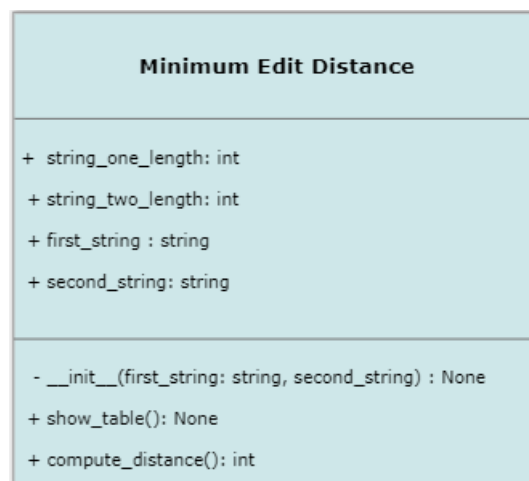 Minimum Edit Distance
+ string_one_length: int
+ string_two_length: int
+ first_string : string
+ second_string: string
- __init__(first_string: string, second_string) : None
+ show_table(): None
+ compute_distance(): int